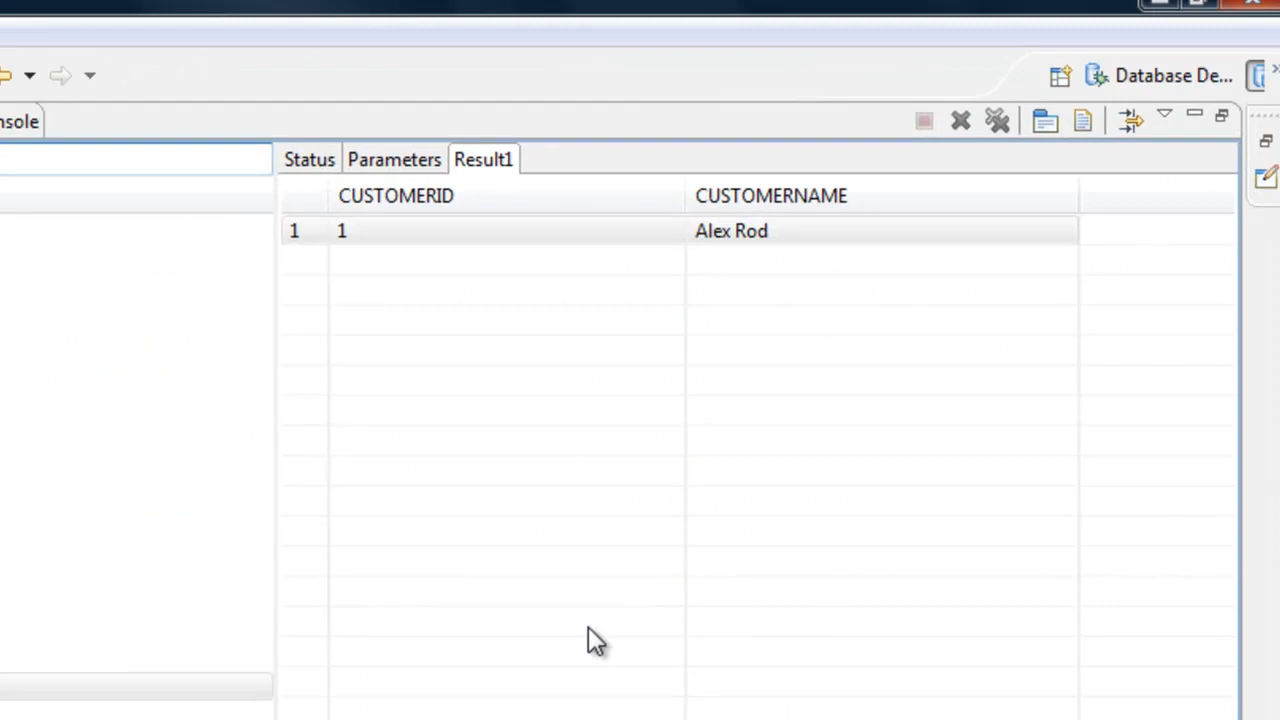 Database De...
nsole
Status Parameters Result1
CUSTOMERID CUSTOMERNAME
1 1 Alex Rod